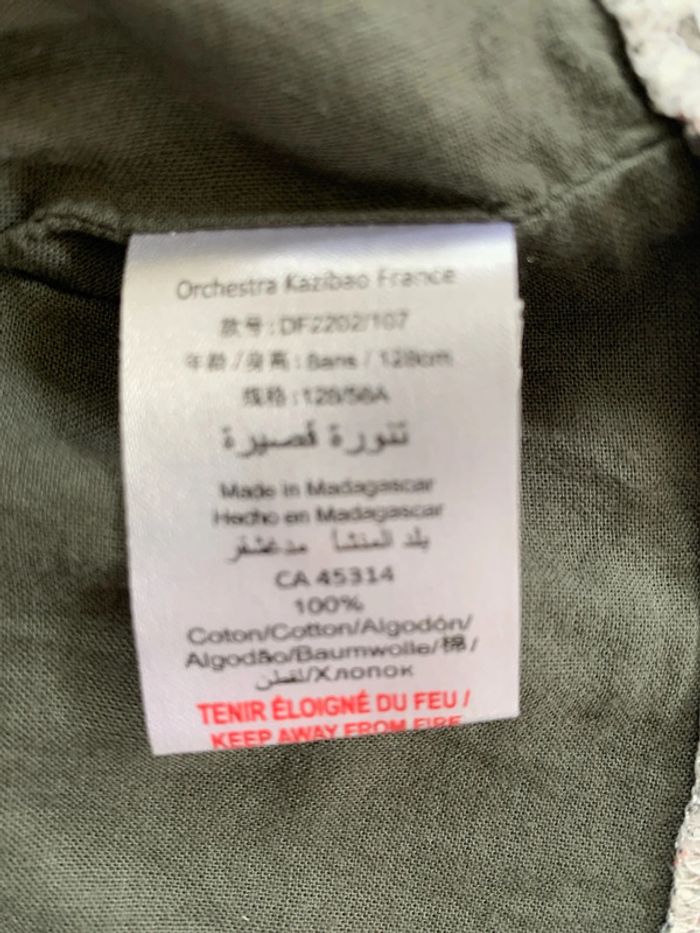 Orchestra Kazibao France
款号:DF2202/107
年龄/身高:8ans / 128cm
规格:128/56A
تنورة قصيرة
Made in Madagascar
Hecho en Madagascar
بلد المنشأ مدغشقر
CA 45314
100%
Coton/Cotton/Algodón/
Algodão/Baumwolle/棉/
لقطن/Хлопок
TENIR ÉLOIGNÉ DU FEU /
KEEP AWAY FROM FIRE